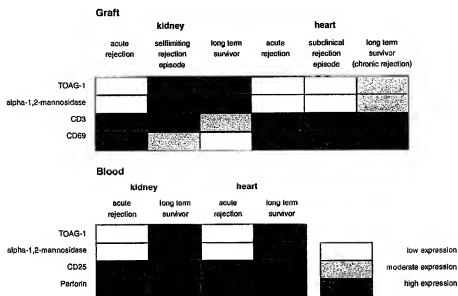 Graft
kidney heart
acute rejection selflimiting rejection episode long term survivor acute rejection subclinical rejection episode long term survivor (chronic rejection)
TOAG-1
alpha-1,2-mannosidase
CD3
CD69
Blood
kidney heart
acute rejection long term survivor acute rejection long term survivor
TOAG-1
alpha-1,2-mannosidase
CD25
Perforin
low expression
moderate expression
high expression